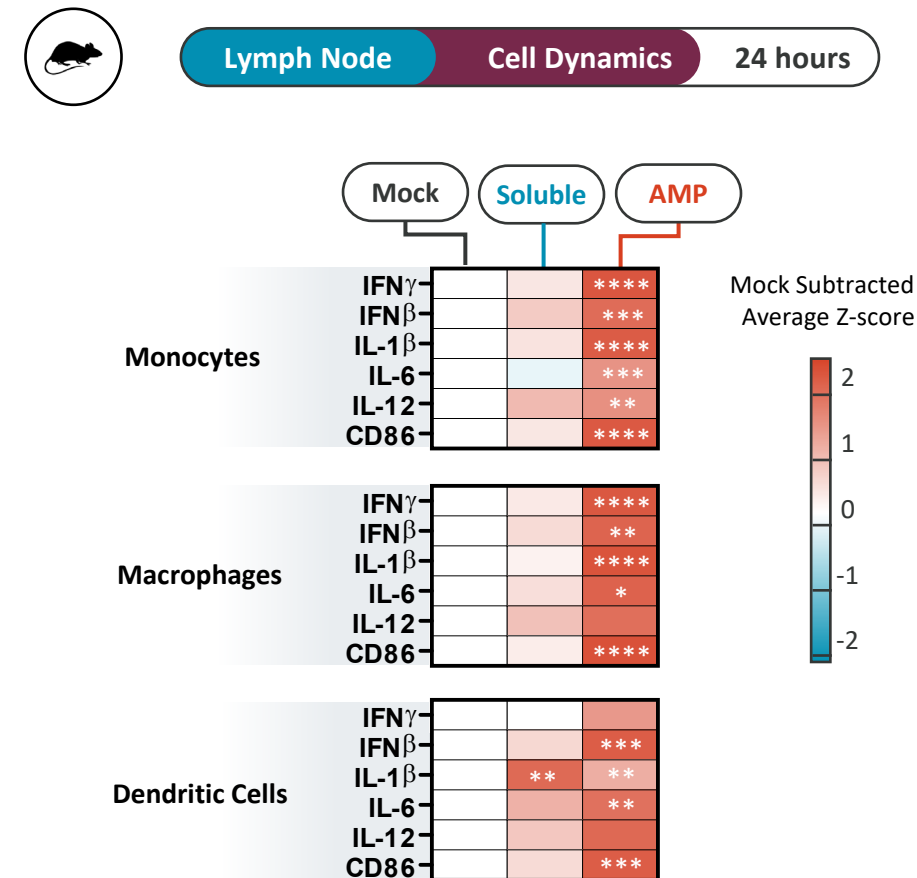 Lymph Node Cell Dynamics 24 hours
Mock Soluble AMP
Mock Subtracted
Average Z-score
Monocytes
IFNγ ****
IFNβ ***
IL-1β ****
IL-6 ***
IL-12 **
CD86 ****
Macrophages
IFNγ ****
IFNβ **
IL-1β ****
IL-6 *
IL-12
CD86 ****
Dendritic Cells
IFNγ
IFNβ ***
IL-1β ** **
IL-6 **
IL-12
CD86 ***
2
1
0
-1
-2